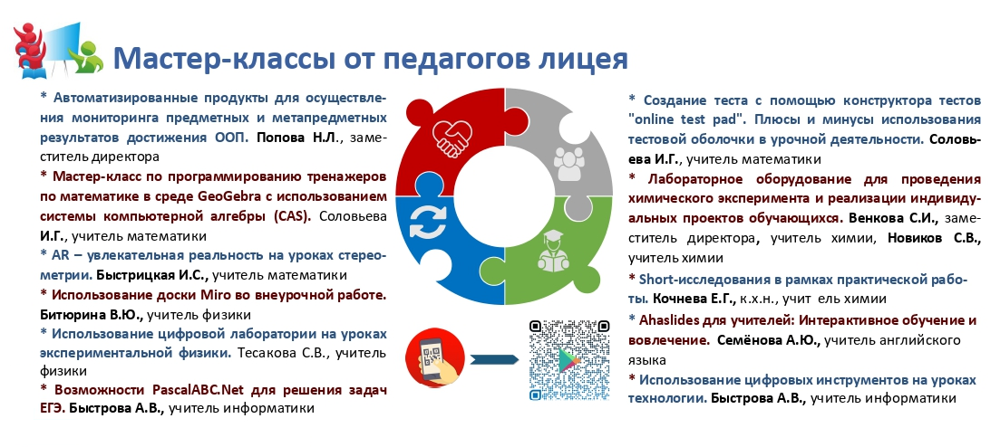 Мастер-классы от педагогов лицея
* Автоматизированные продукты для осуществле-
ния мониторинга предметных и метапредметных
результатов достижения ООП. Попова Н.Л., заме-
ститель директора
* Мастер-класс по программированию тренажеров
по математике в среде GeoGebra с использованием
системы компьютерной алгебры (CAS). Соловьева
И.Г., учитель математики
* AR – увлекательная реальность на уроках стерео-
метрии. Быстрицкая И.С., учитель математики
* Использование доски Miro во внеурочной работе.
Битюрина В.Ю., учитель физики
* Использование цифровой лаборатории на уроках
экспериментальной физики. Тесакова С.В., учитель
физики
* Возможности PascalABC.Net для решения задач
ЕГЭ. Быстрова А.В., учитель информатики
* Создание теста с помощью конструктора тестов
"online test pad". Плюсы и минусы использования
тестовой оболочки в урочной деятельности. Соловь-
ева И.Г., учитель математики
* Лабораторное оборудование для проведения
химического эксперимента и реализации индивиду-
альных проектов обучающихся. Венкова С.И., заме-
ститель директора, учитель химии, Новиков С.В.,
учитель химии
* Short-исследования в рамках практической рабо-
ты. Кочнева Е.Г., к.х.н., учит ель химии
* Ahaslides для учителей: Интерактивное обучение и
вовлечение. Семёнова А.Ю., учитель английского
языка
* Использование цифровых инструментов на уроках
технологии. Быстрова А.В., учитель информатики